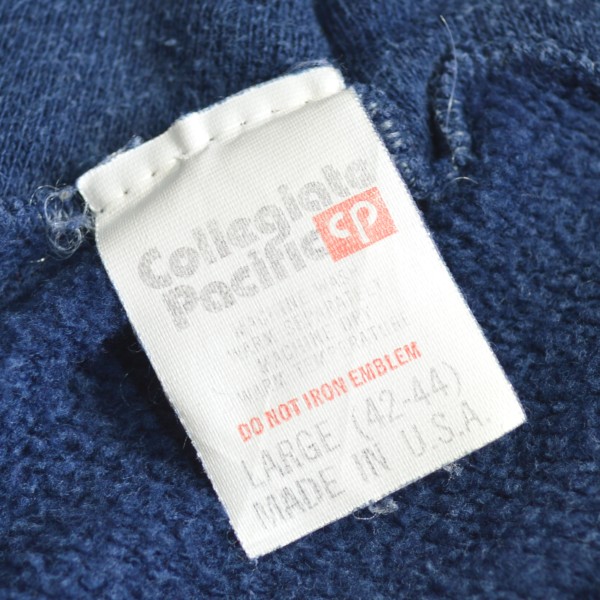 Collegiate
Pacific CP
MACHINE WASH
WARM SEPARATELY
MACHINE DRY
WARM TEMPERATURE
DO NOT IRON EMBLEM
LARGE (42-44)
MADE IN U.S.A.